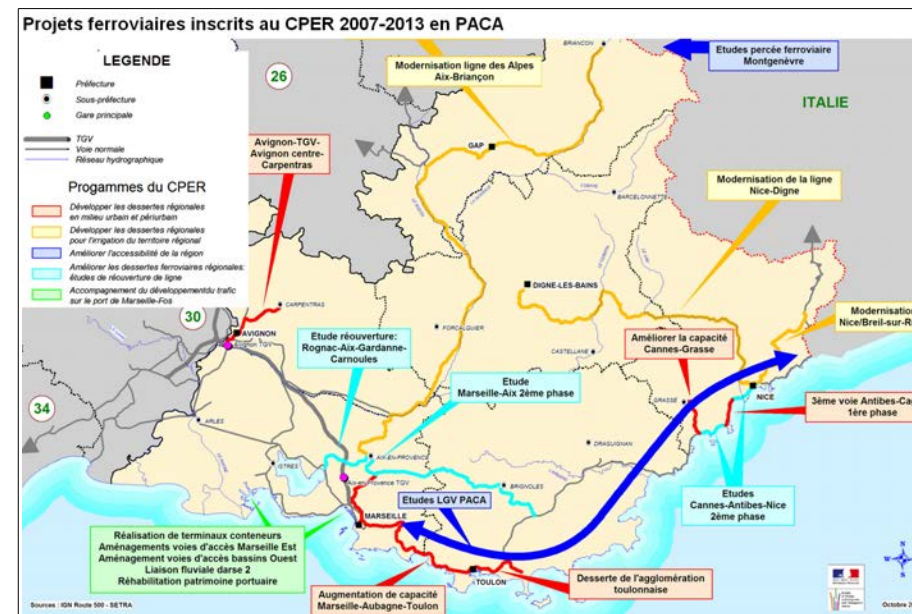 Projets ferroviaires inscrits au CPER 2007-2013 en PACA
LEGENDE
Préfecture
Sous-préfecture
Gare principale
TGV
Voie normale
Réseau hydrographique
Progammes du CPER
Développer les dessertes régionales
en milieu urbain et périurbain
Développer les dessertes régionales
pour l'irrigation du territoire régional
Améliorer l'accessibilité de la région
Améliorer les dessertes ferroviaires régionales:
études de réouverture de ligne
Accompagnement du développementdu trafic
sur le port de Marseille-Fos
26
30
34
Modernisation ligne des Alpes
Aix-Briançon
BRIANCON
Etudes percée ferroviaire
Montgenèvre
ITALIE
Avignon-TGV-
Avignon centre-
Carpentras
GAP
BARCELONNETTE
Modernisation de la ligne
Nice-Digne
DIGNE-LES-BAINS
CARPENTRAS
AVIGNON
Avignon TGV
FORCALQUIER
CASTELLANE
Etude réouverture:
Rognac-Aix-Gardanne-
Carnoules
Etude
Marseille-Aix 2ème phase
Améliorer la capacité
Cannes-Grasse
Modernisation
Nice/Breil-sur-R
GRASSE
NICE
3ème voie Antibes-Cag
1ère phase
ARLES
ISTRES
AIX-EN-PROVENCE
Aix-en-Provence TGV
DRAGUIGNAN
BRIGNOLES
Etudes LGV PACA
Etudes
Cannes-Antibes-Nice
2ème phase
MARSEILLE
Réalisation de terminaux conteneurs
Aménagements voies d'accès Marseille Est
Aménagement voies d'accès bassins Ouest
Liaison fluviale darse 2
Réhabilitation patrimoine portuaire
TOULON
Augmentation de capacité
Marseille-Aubagne-Toulon
Desserte de l'agglomération
toulonnaise
N
S
Sources : IGN Route 500 - SETRA
Octobre 2